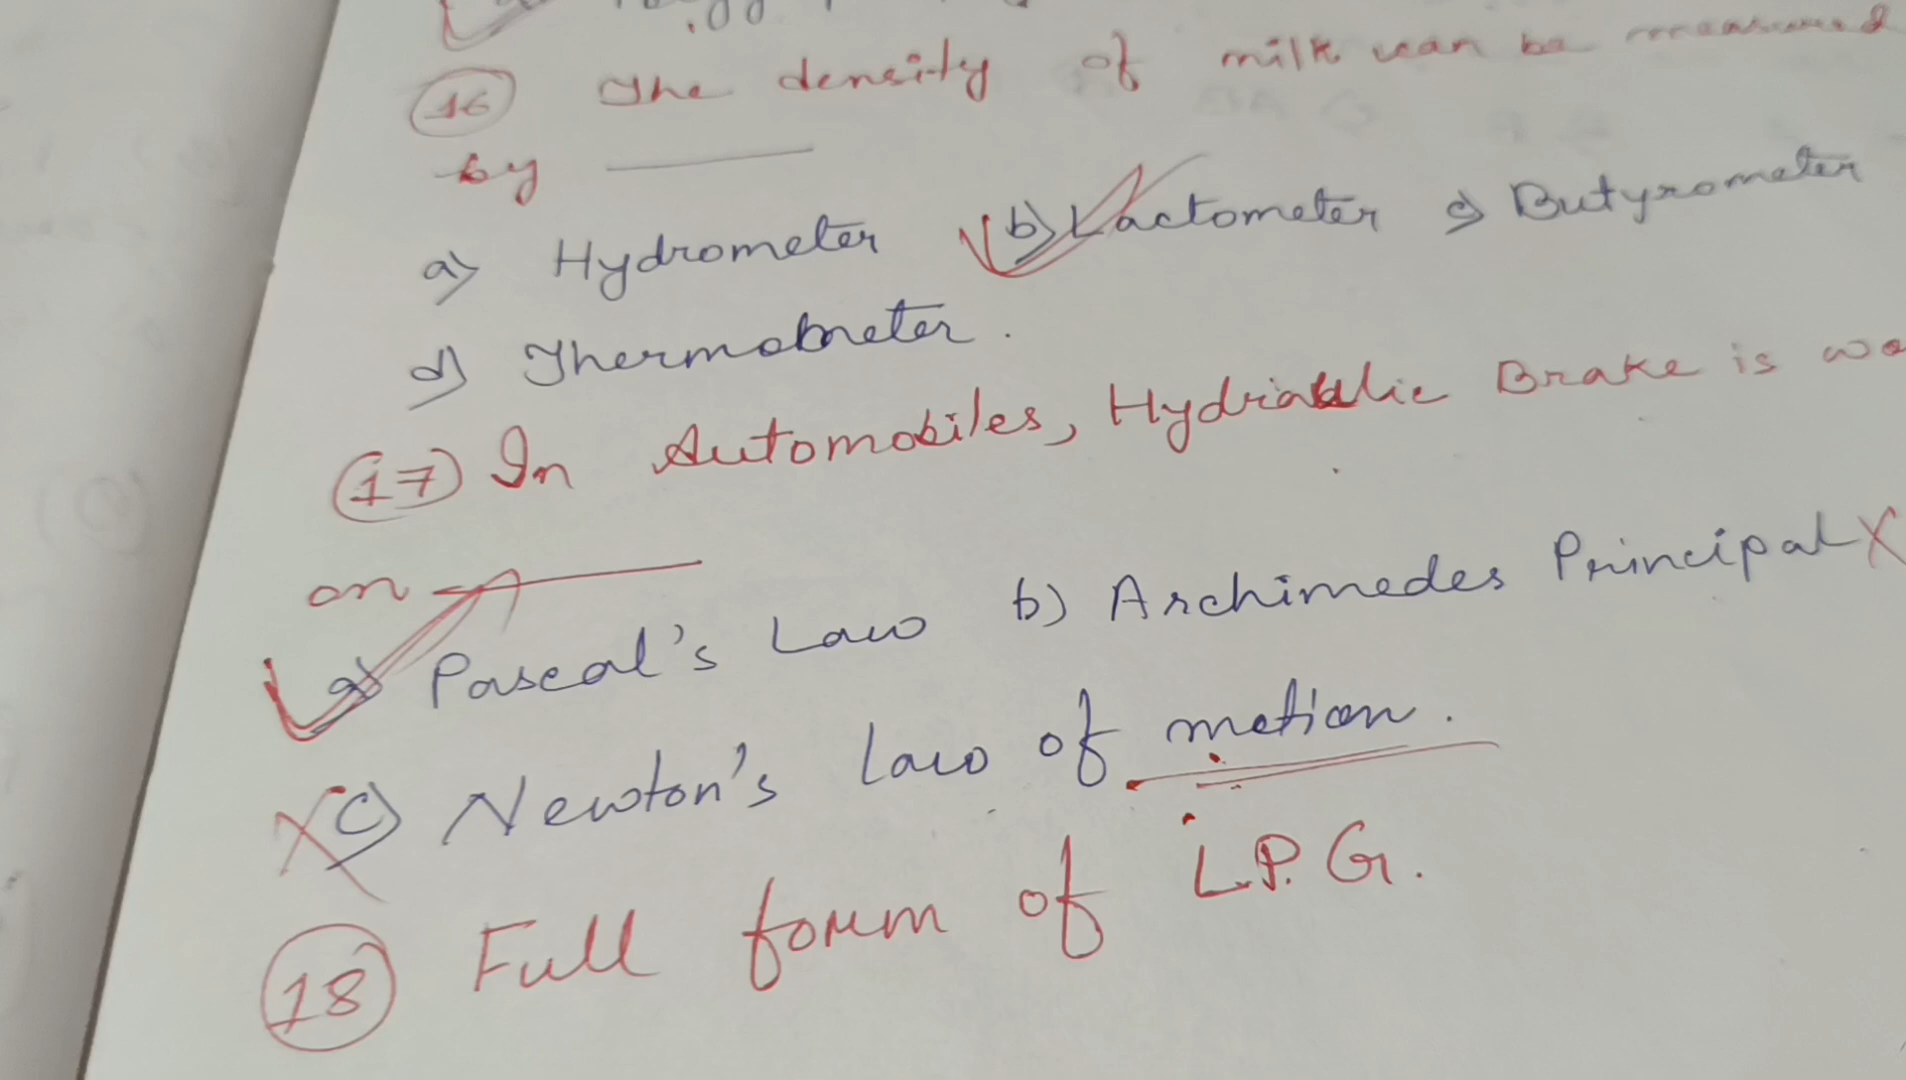 16 The density of milk can be measured
by
a) Hydrometer b) Lactometer c) Butyrometer
d) Thermometer.
17 In Automobiles, Hydraulic Brake is
on
a) Pascal's Law b) Archimedes Principal X
X c) Newton's law of motion.
18 Full form of L.P.G.